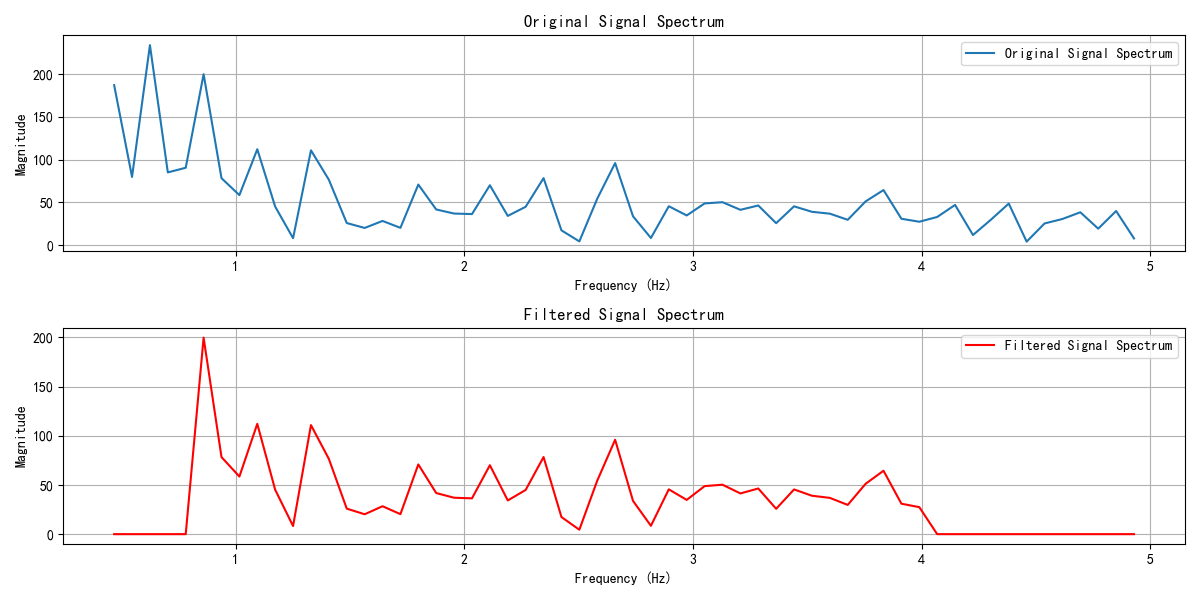 Original Signal Spectrum
Original Signal Spectrum
Magnitude
200
150
100
50
0
1
2
3
4
5
Frequency (Hz)
Filtered Signal Spectrum
Filtered Signal Spectrum
Magnitude
200
150
100
50
0
1
2
3
4
5
Frequency (Hz)